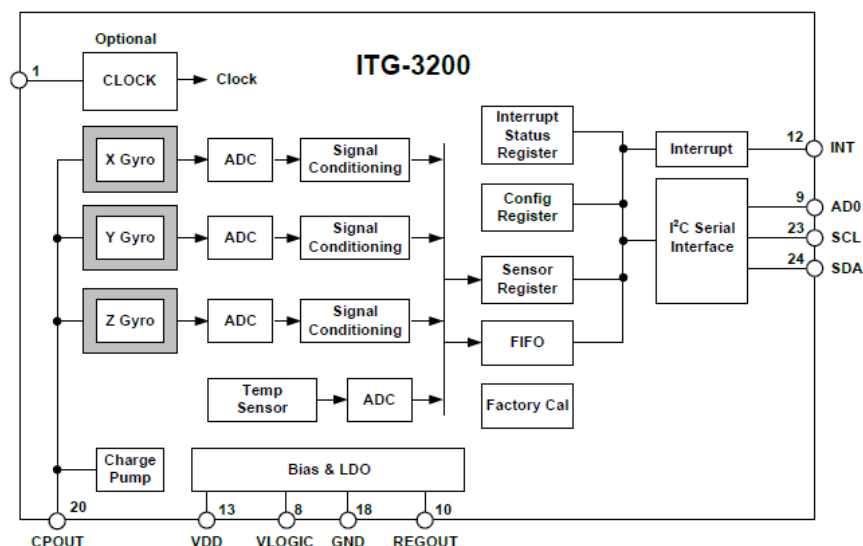 Optional
ITG-3200
1
CLOCK
Clock
Interrupt
Status
Register
12
INT
Interrupt
X Gyro
ADC
Signal
Conditioning
Config
Register
9
AD0
I²C Serial
Interface
23
SCL
24
SDA
Y Gyro
ADC
Signal
Conditioning
Sensor
Register
Z Gyro
ADC
Signal
Conditioning
FIFO
Temp
Sensor
ADC
Factory Cal
Charge
Pump
Bias & LDO
20
13
8
18
10
CPOUT
VDD
VLOGIC
GND
REGOUT